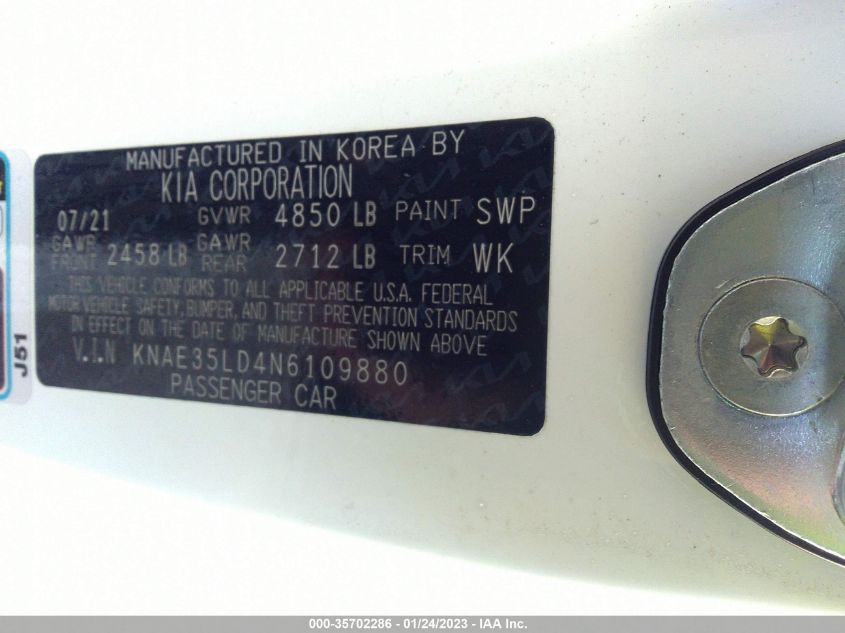 MANUFACTURED IN KOREA BY
KIA CORPORATION
07/21 GVWR 4850 LB PAINT SWP
GAWR FRONT 2458 LB GAWR REAR 2712 LB TRIM WK
THIS VEHICLE CONFORMS TO ALL APPLICABLE U.S.A. FEDERAL
MOTOR VEHICLE SAFETY, BUMPER, AND THEFT PREVENTION STANDARDS
IN EFFECT ON THE DATE OF MANUFACTURE SHOWN ABOVE
V.I.N KNAE35LD4N6109880
PASSENGER CAR
J51
000-35702286 - 01/24/2023 - IAA Inc.